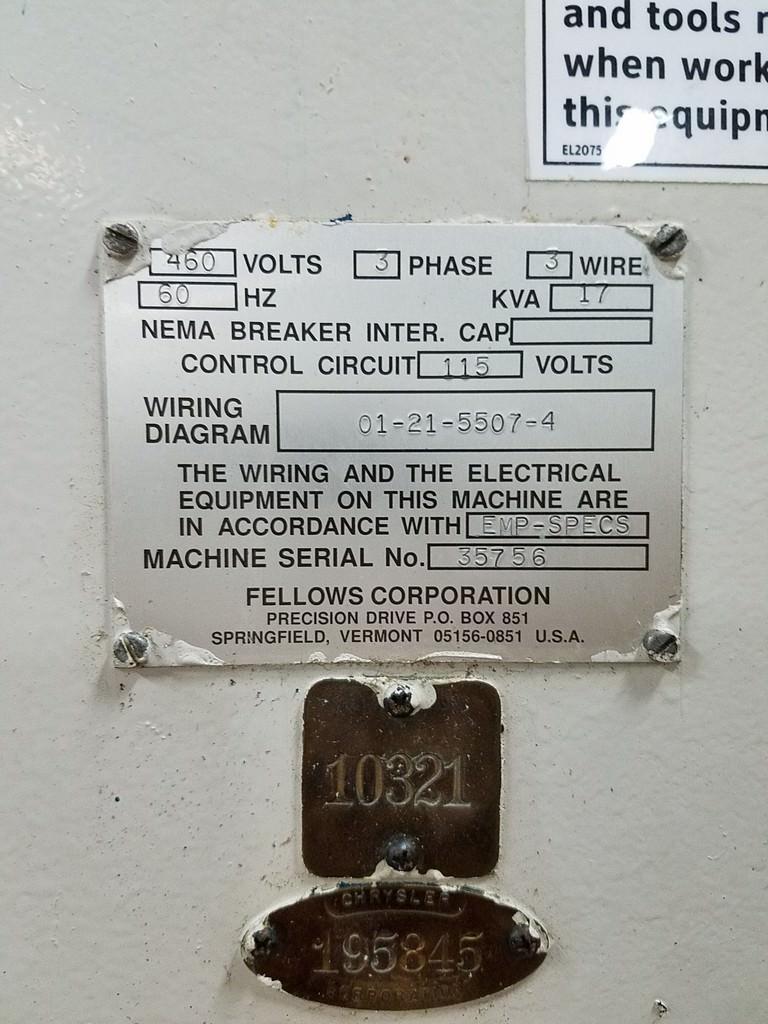 and tools
when work
this equipm
EL2075
460 VOLTS 3 PHASE 3 WIRE
60 HZ KVA 17
NEMA BREAKER INTER. CAP
CONTROL CIRCUIT 115 VOLTS
WIRING
DIAGRAM 01-21-5507-4
THE WIRING AND THE ELECTRICAL
EQUIPMENT ON THIS MACHINE ARE
IN ACCORDANCE WITH EMP-SPECS
MACHINE SERIAL No. 35756
FELLOWS CORPORATION
PRECISION DRIVE P.O. BOX 851
SPRINGFIELD, VERMONT 05156-0851 U.S.A.
10321
CHRYSLER
195845
CORPORATION